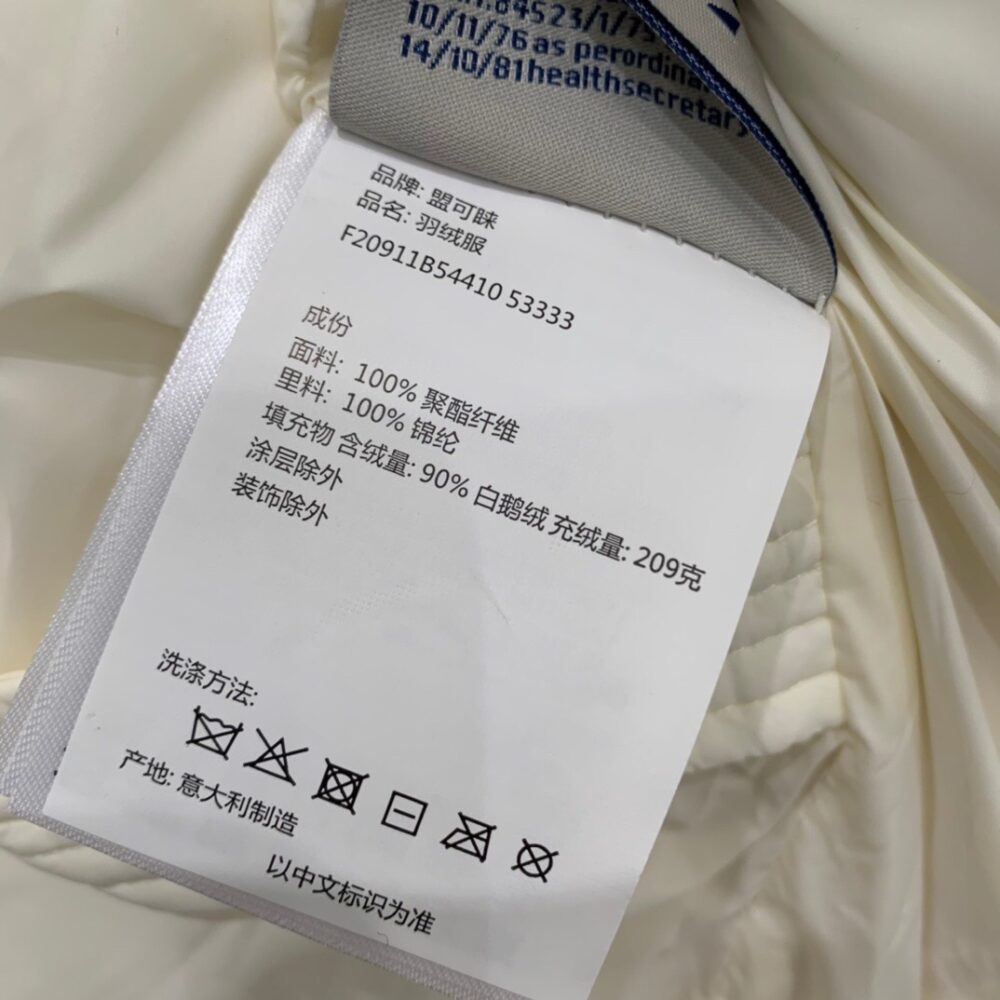 10/11/76 as perordina
14/10/81healthsecretary
品牌: 盟可睐
品名: 羽绒服
F20911B54410 53333
成份
面料: 100% 聚酯纤维
里料: 100% 锦纶
填充物 含绒量: 90% 白鹅绒 充绒量: 209克
涂层除外
装饰除外
洗涤方法:
产地: 意大利制造
以中文标识为准